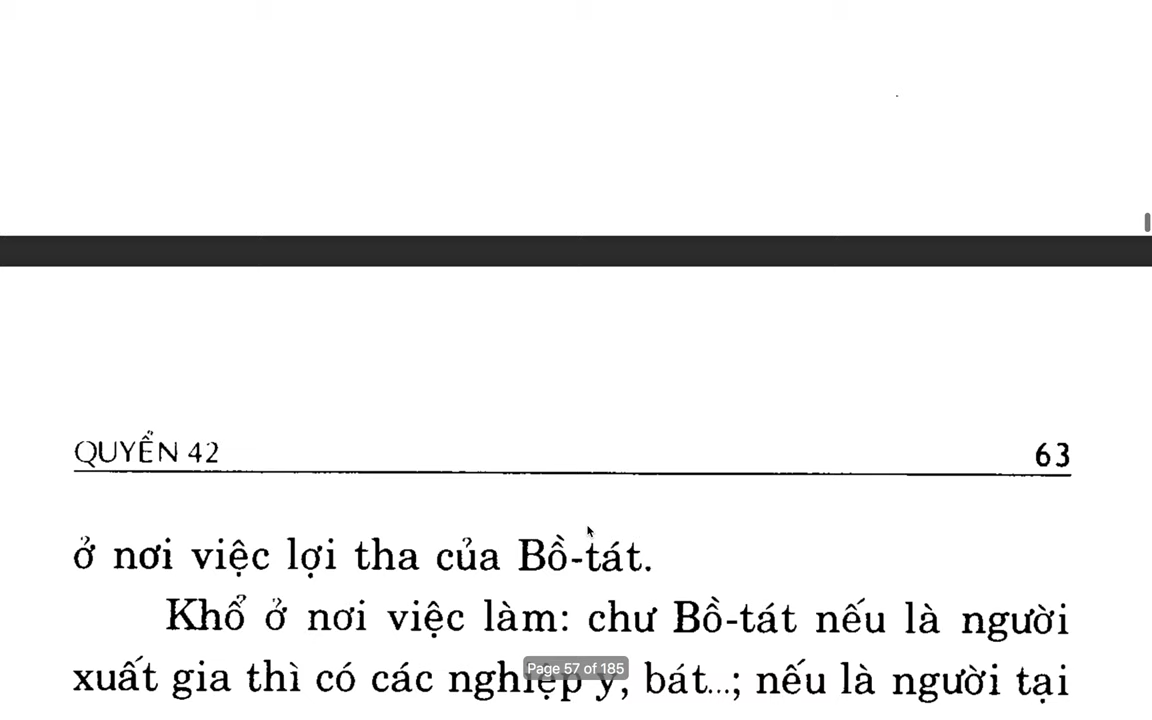 QUYỂN 42 63
ở nơi việc lợi tha của Bồ-tát.
Khổ ở nơi việc làm: chư Bồ-tát nếu là người
Page 57 of 185
xuất gia thì có các nghiệp y, bát...; nếu là người tại